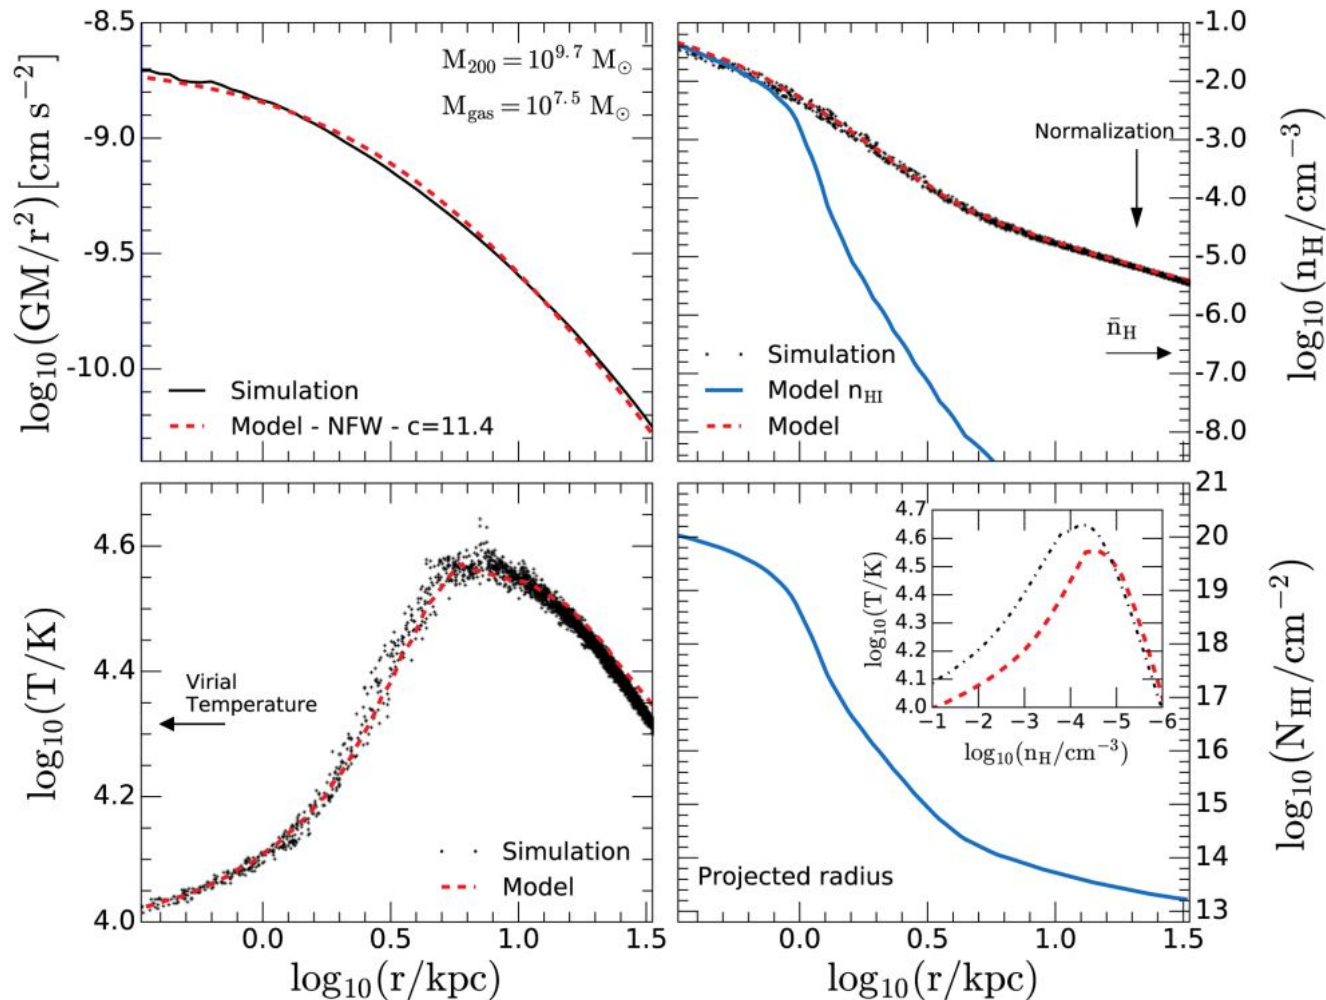 -8.5
-9.0
-9.5
-10.0
log₁₀(GM/r²)[cm s⁻²]
M₂₀₀ = 10^9.7 M⊙
M_gas = 10^7.5 M⊙
Simulation
Model - NFW - c=11.4
-1.0
-2.0
-3.0
-4.0
-5.0
-6.0
-7.0
-8.0
log₁₀(n_H/cm⁻³)
Normalization
n̄_H
Simulation
Model n_HI
Model
4.6
4.4
4.2
4.0
log₁₀(T/K)
Virial
Temperature
Simulation
Model
0.0 0.5 1.0 1.5
log₁₀(r/kpc)
21
20
19
18
17
16
15
14
13
log₁₀(N_HI/cm⁻²)
4.7
4.6
4.5
4.4
4.3
4.2
4.1
4.0
log₁₀(T/K)
−1 −2 −3 −4 −5 −6
log₁₀(n_H/cm⁻³)
Projected radius
0.0 0.5 1.0 1.5
log₁₀(r/kpc)